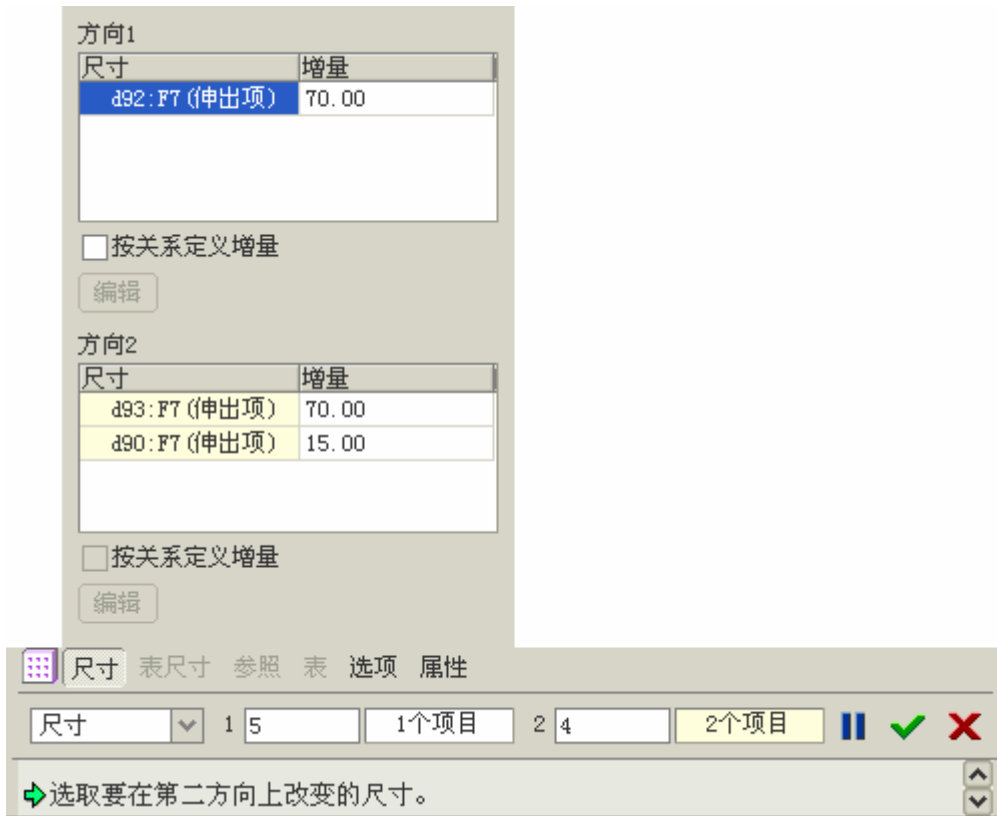 方向1
尺寸 增量
d92:F7(伸出项) 70.00
按关系定义增量
编辑
方向2
尺寸 增量
d93:F7(伸出项) 70.00
d90:F7(伸出项) 15.00
按关系定义增量
编辑
尺寸 表尺寸 参照 表 选项 属性
尺寸 1 5 1个项目 2 4 2个项目
选取要在第二方向上改变的尺寸。